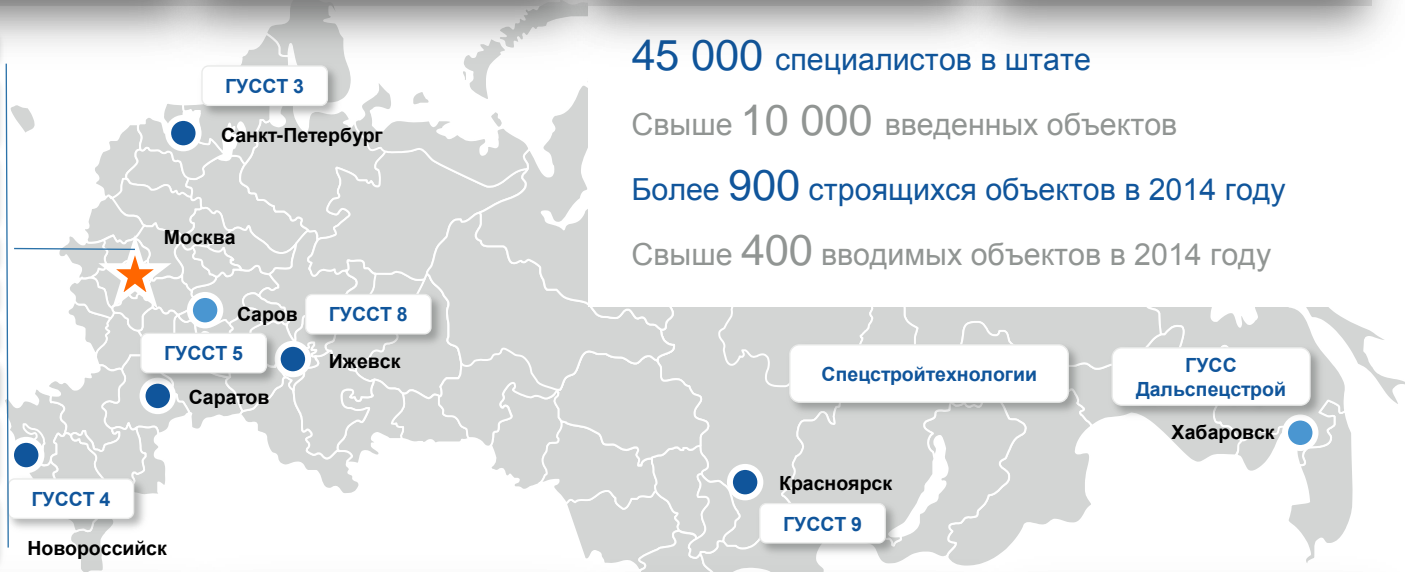 45 000 специалистов в штате
Свыше 10 000 введенных объектов
Более 900 строящихся объектов в 2014 году
Свыше 400 вводимых объектов в 2014 году
ГУССТ 3
Санкт-Петербург
Москва
Саров
ГУССТ 8
ГУССТ 5
Ижевск
Саратов
ГУССТ 4
Новороссийск
Спецстройтехнологии
ГУСС
Дальспецстрой
Хабаровск
Красноярск
ГУССТ 9